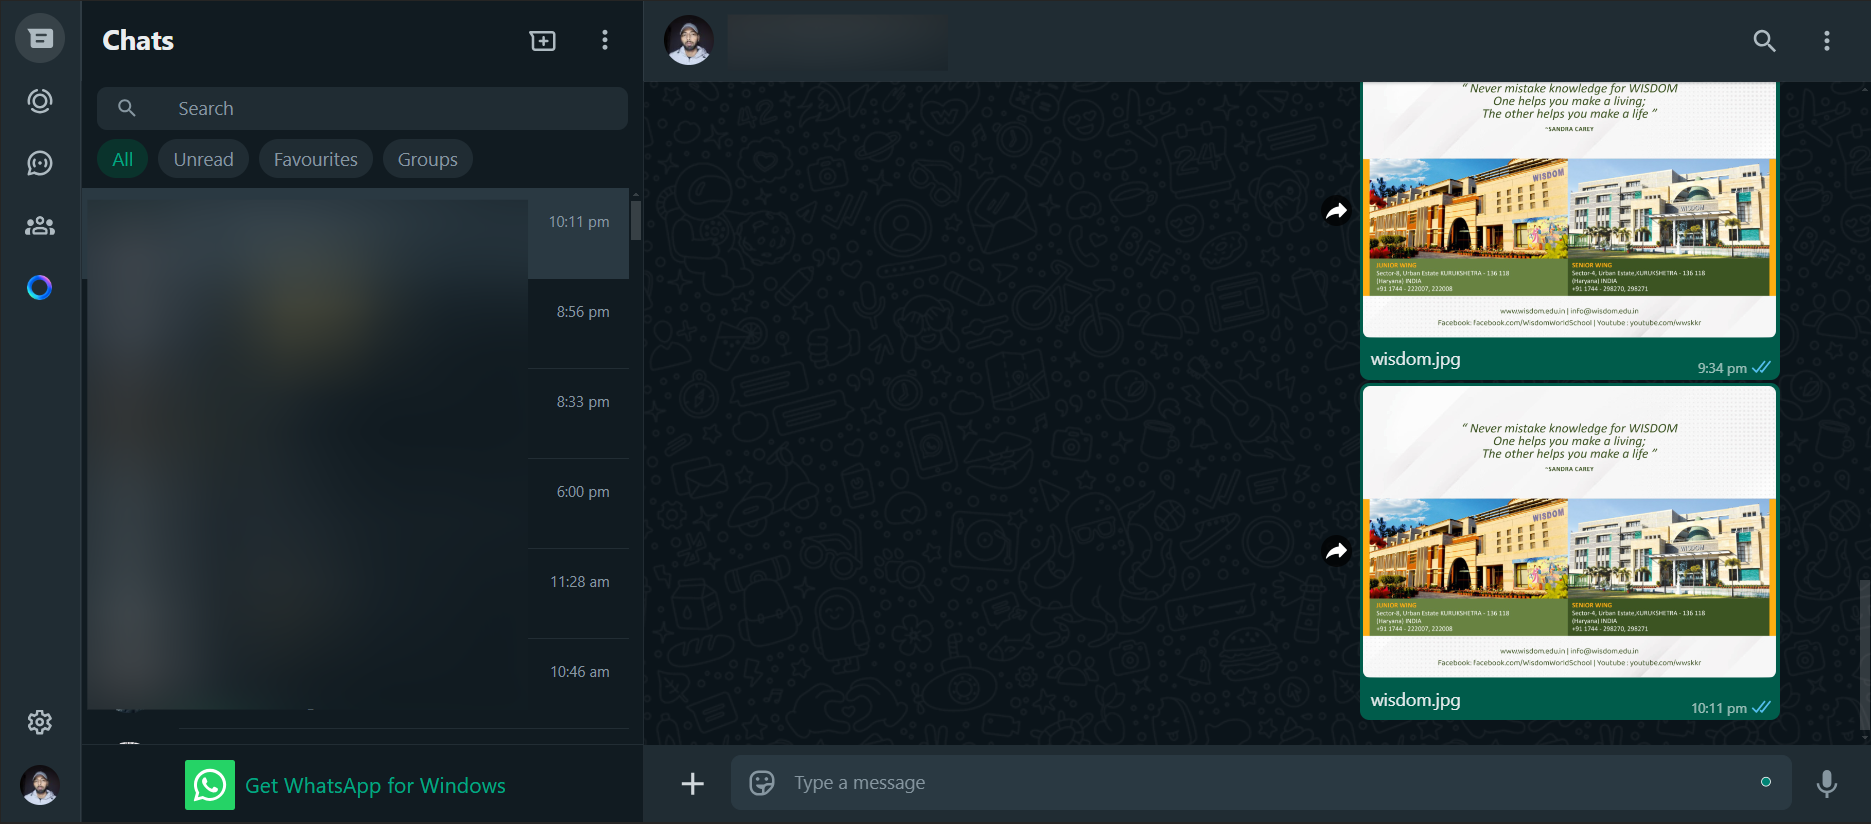 Chats
Search
All
Unread
Favourites
Groups
10:11 pm
8:56 pm
8:33 pm
6:00 pm
11:28 am
10:46 am
Get WhatsApp for Windows
“ Never mistake knowledge for WISDOM
One helps you make a living;
The other helps you make a life ”
~SANDRA CAREY
WISDOM
WISDOM
JUNIOR WING
Sector-8, Urban Estate KURUKSHETRA - 136 118
(Haryana) INDIA
+91 1744 - 222007, 222008
SENIOR WING
Sector-4, Urban Estate,KURUKSHETRA - 136 118
(Haryana) INDIA
+91 1744 - 298270, 298271
www.wisdom.edu.in | info@wisdom.edu.in
Facebook: facebook.com/WisdomWorldSchool | Youtube : youtube.com/wwskkr
wisdom.jpg
9:34 pm
“ Never mistake knowledge for WISDOM
One helps you make a living;
The other helps you make a life ”
~SANDRA CAREY
WISDOM
WISDOM
JUNIOR WING
Sector-8, Urban Estate KURUKSHETRA - 136 118
(Haryana) INDIA
+91 1744 - 222007, 222008
SENIOR WING
Sector-4, Urban Estate,KURUKSHETRA - 136 118
(Haryana) INDIA
+91 1744 - 298270, 298271
www.wisdom.edu.in | info@wisdom.edu.in
Facebook: facebook.com/WisdomWorldSchool | Youtube : youtube.com/wwskkr
wisdom.jpg
10:11 pm
Type a message